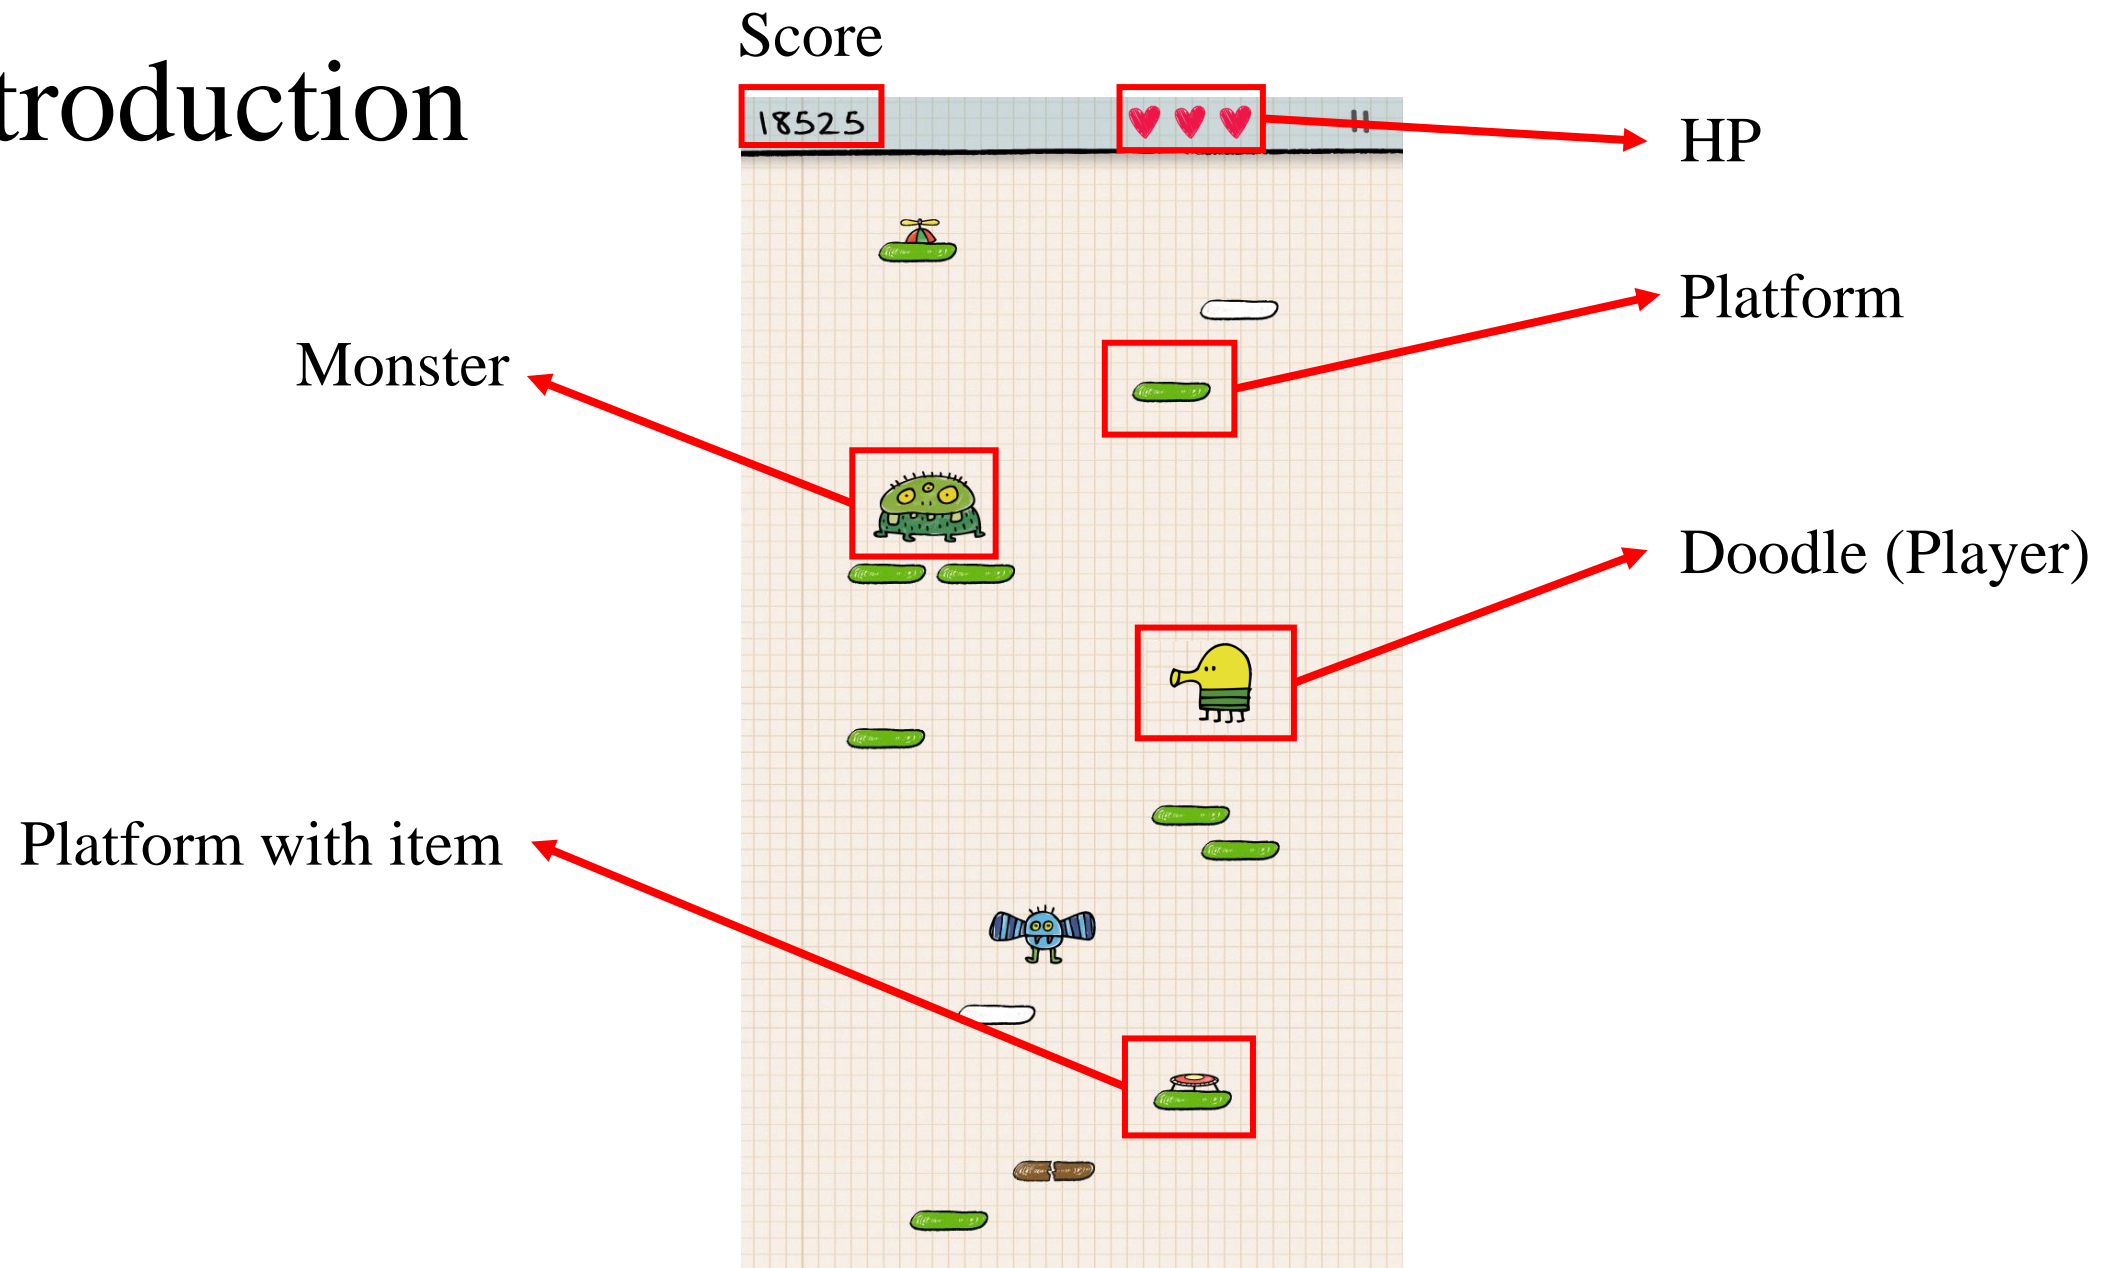 troduction
Score
18525
HP
Platform
Monster
Doodle (Player)
Platform with item